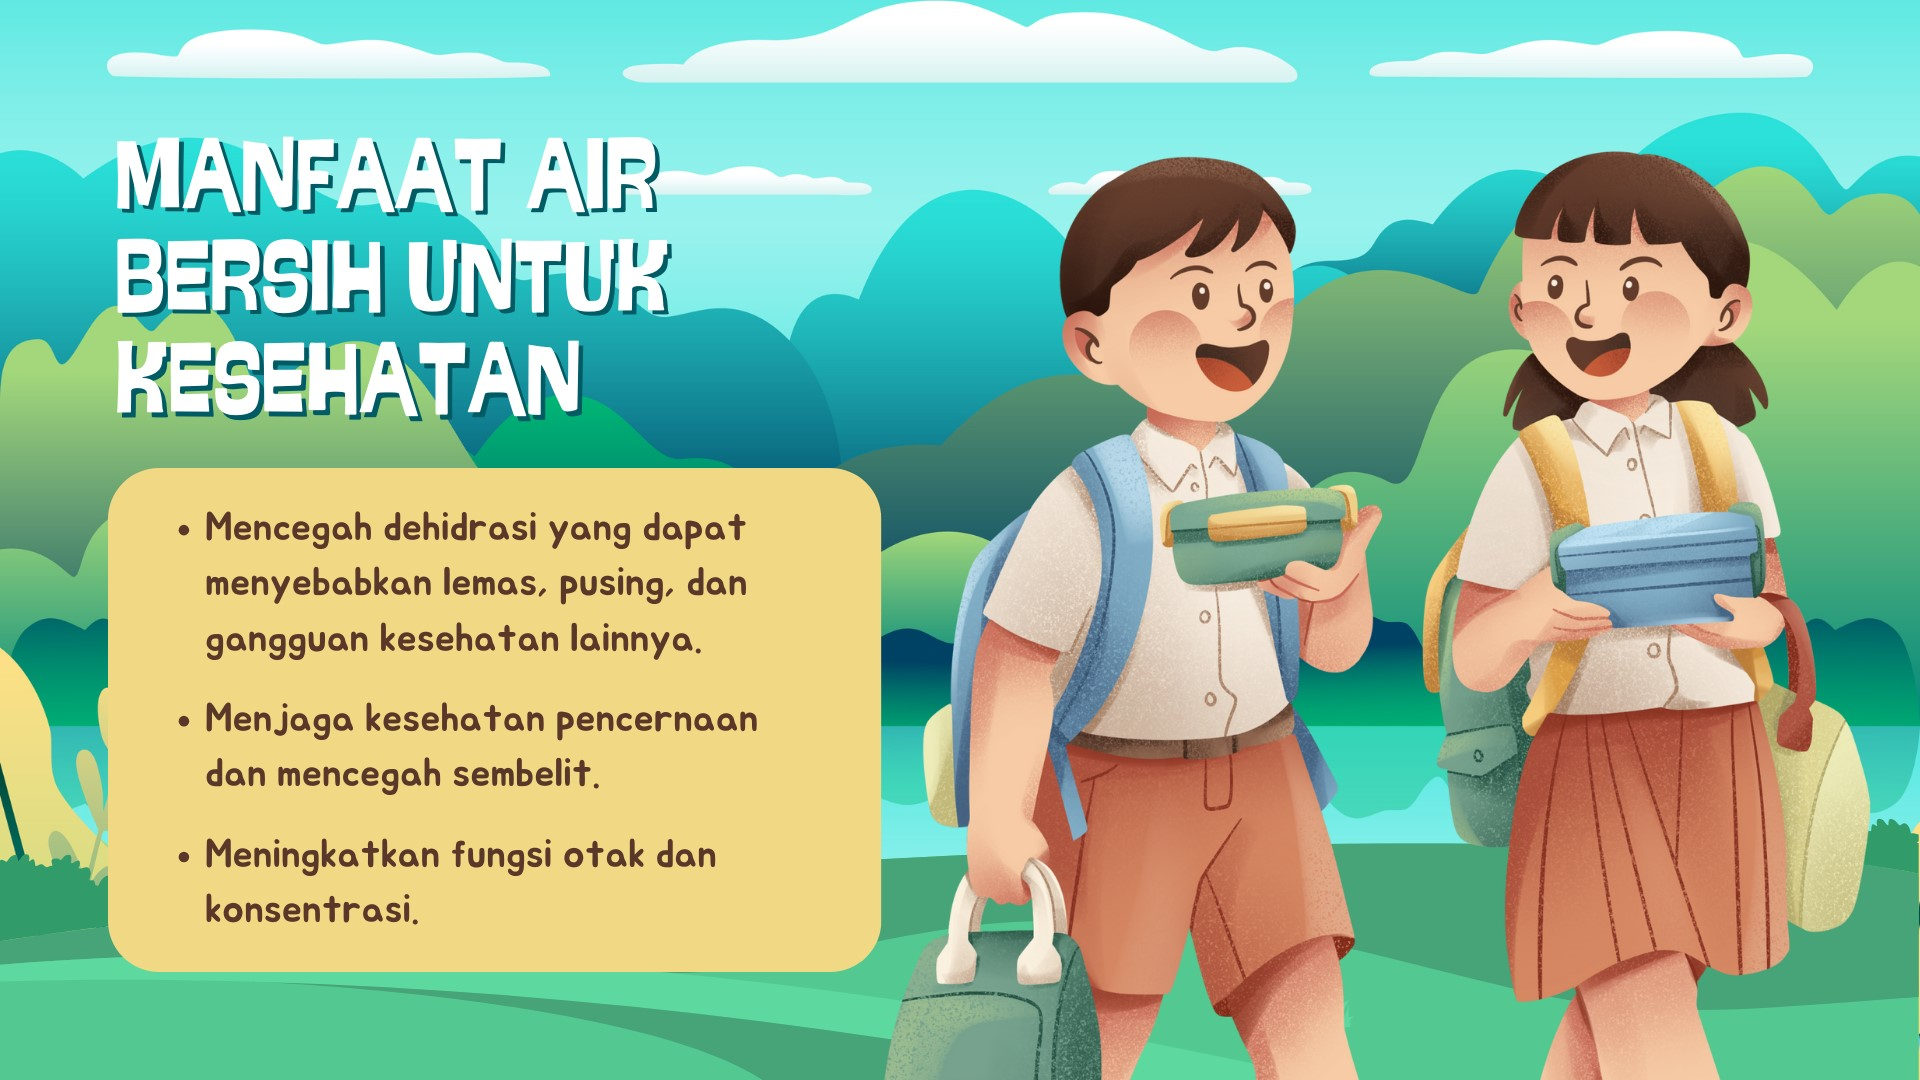 MANFAAT AIR
BERSIH UNTUK
KESEHATAN
• Mencegah dehidrasi yang dapat
menyebabkan lemas, pusing, dan
gangguan kesehatan lainnya.
• Menjaga kesehatan pencernaan
dan mencegah sembelit.
• Meningkatkan fungsi otak dan
konsentrasi.